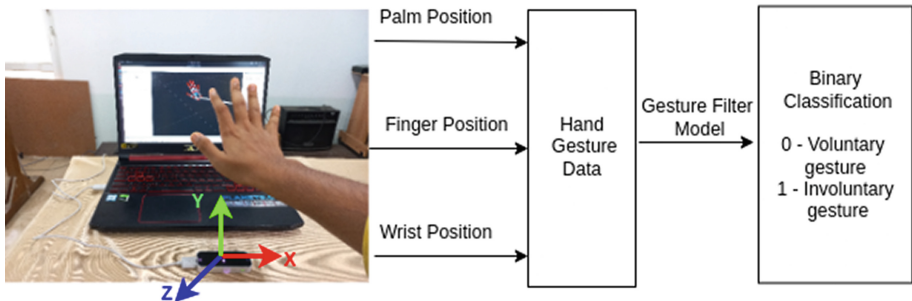 Palm Position
Finger Position
Wrist Position
Y
X
Z
Hand
Gesture
Data
Gesture Filter
Model
Binary
Classification
0 - Voluntary
gesture
1 - Involuntary
gesture